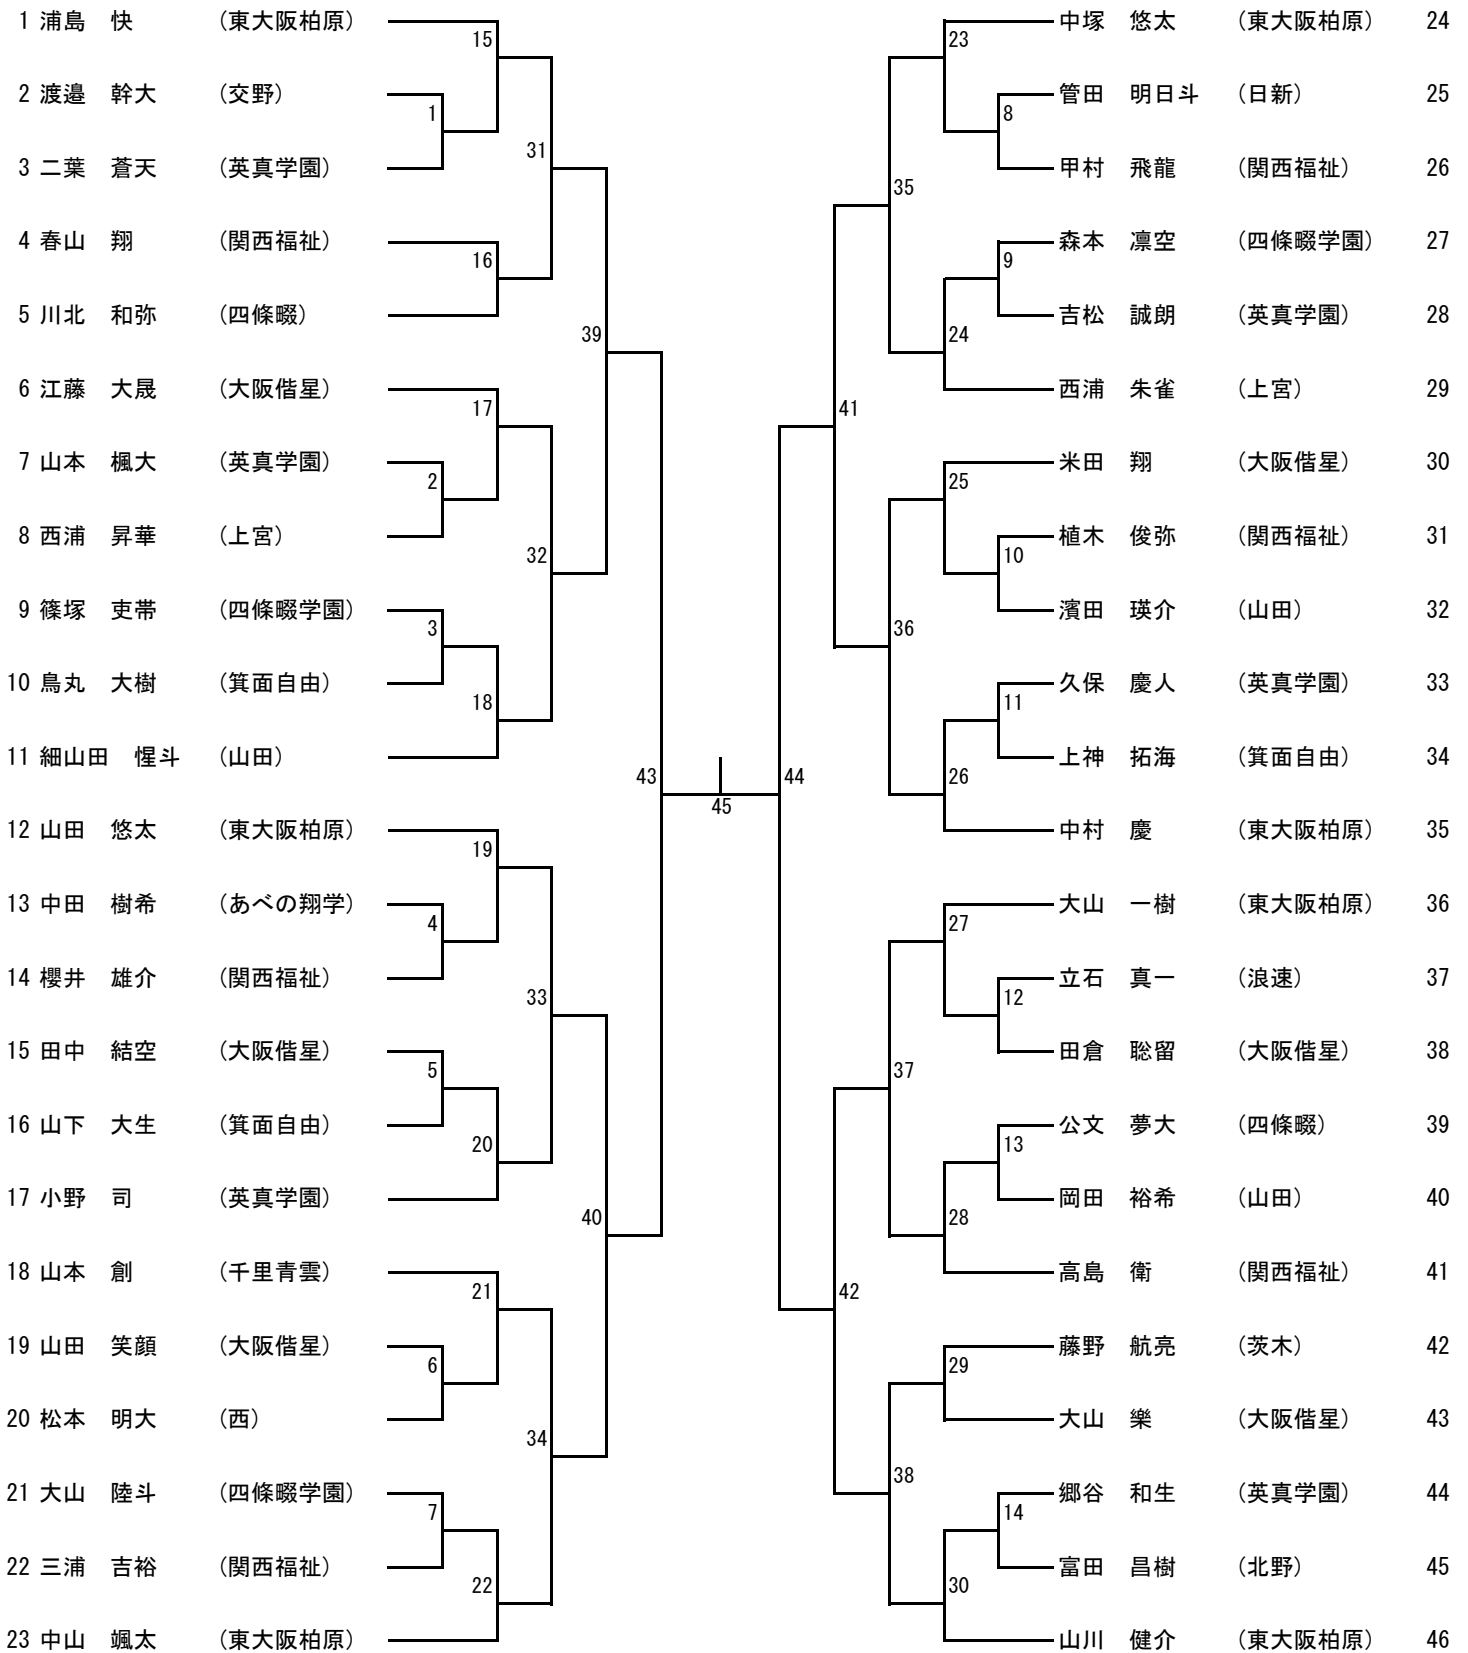 1 浦島　快 (東大阪柏原)
15
2 渡邉　幹大 (交野)
1
3 二葉　蒼天 (英真学園)
31
4 春山　翔 (関西福祉)
16
5 川北　和弥 (四條畷)
39
6 江藤　大晟 (大阪偕星)
17
7 山本　楓大 (英真学園)
2
8 西浦　昇華 (上宮)
32
9 篠塚　吏帯 (四條畷学園)
3
10 鳥丸　大樹 (箕面自由)
18
11 細山田　惺斗 (山田)
43
45
12 山田　悠太 (東大阪柏原)
19
13 中田　樹希 (あべの翔学)
4
14 櫻井　雄介 (関西福祉)
33
15 田中　結空 (大阪偕星)
5
16 山下　大生 (箕面自由)
20
17 小野　司 (英真学園)
40
18 山本　創 (千里青雲)
21
19 山田　笑顔 (大阪偕星)
6
20 松本　明大 (西)
34
21 大山　陸斗 (四條畷学園)
7
22 三浦　吉裕 (関西福祉)
22
23 中山　颯太 (東大阪柏原)
中塚　悠太 (東大阪柏原) 24
23
管田　明日斗 (日新) 25
8
甲村　飛龍 (関西福祉) 26
35
森本　凛空 (四條畷学園) 27
9
吉松　誠朗 (英真学園) 28
24
西浦　朱雀 (上宮) 29
41
米田　翔 (大阪偕星) 30
25
植木　俊弥 (関西福祉) 31
10
濱田　瑛介 (山田) 32
36
久保　慶人 (英真学園) 33
11
上神　拓海 (箕面自由) 34
26
44
中村　慶 (東大阪柏原) 35
大山　一樹 (東大阪柏原) 36
27
立石　真一 (浪速) 37
12
田倉　聡留 (大阪偕星) 38
37
公文　夢大 (四條畷) 39
13
岡田　裕希 (山田) 40
28
高島　衛 (関西福祉) 41
42
藤野　航亮 (茨木) 42
29
大山　樂 (大阪偕星) 43
38
郷谷　和生 (英真学園) 44
14
富田　昌樹 (北野) 45
30
山川　健介 (東大阪柏原) 46